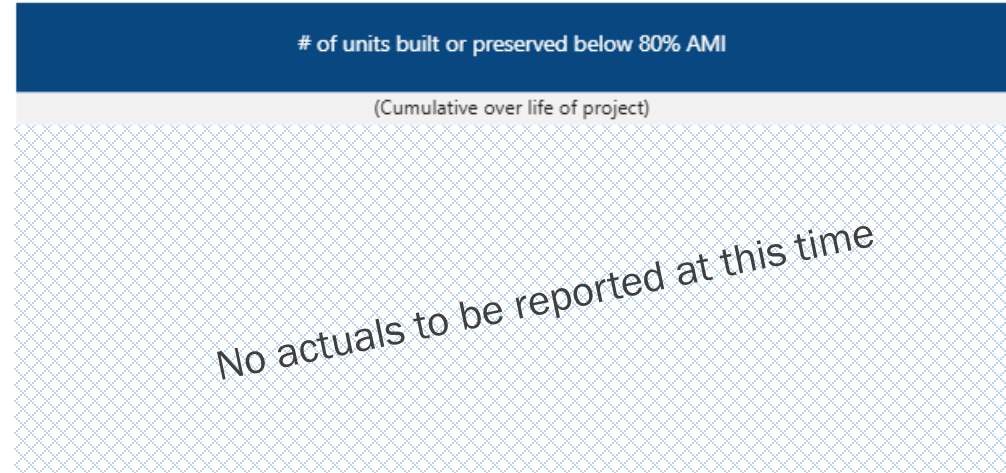 # of units built or preserved below 80% AMI
(Cumulative over life of project)
No actuals to be reported at this time